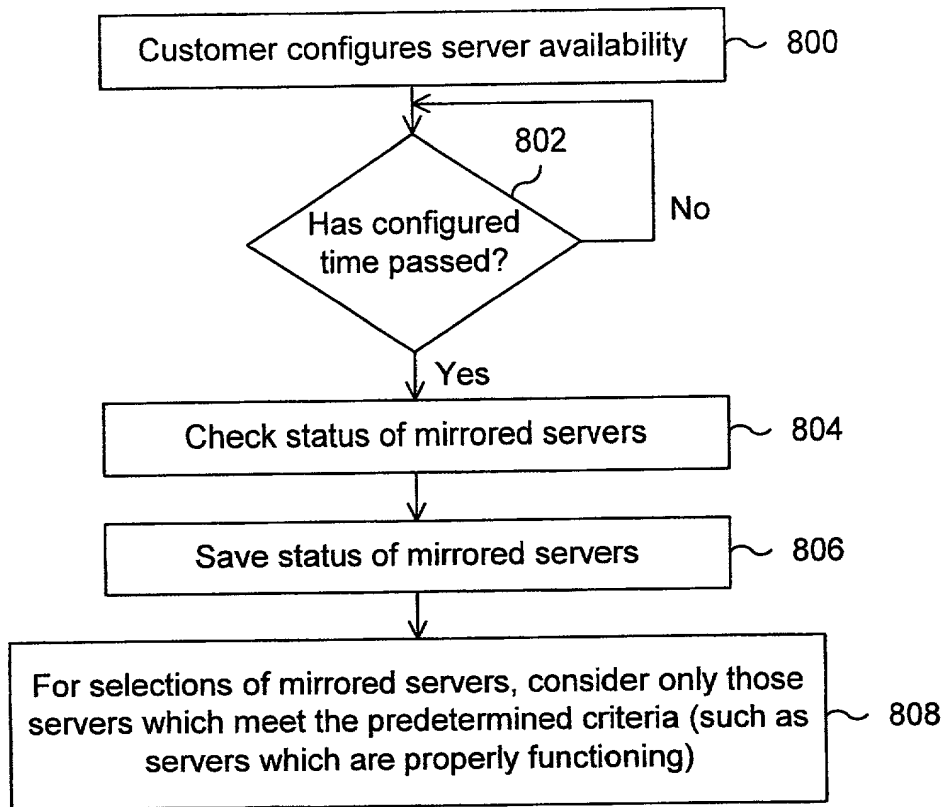 Customer configures server availability
800
802
Has configured
time passed?
No
Yes
Check status of mirrored servers
804
Save status of mirrored servers
806
For selections of mirrored servers, consider only those
servers which meet the predetermined criteria (such as
servers which are properly functioning)
808